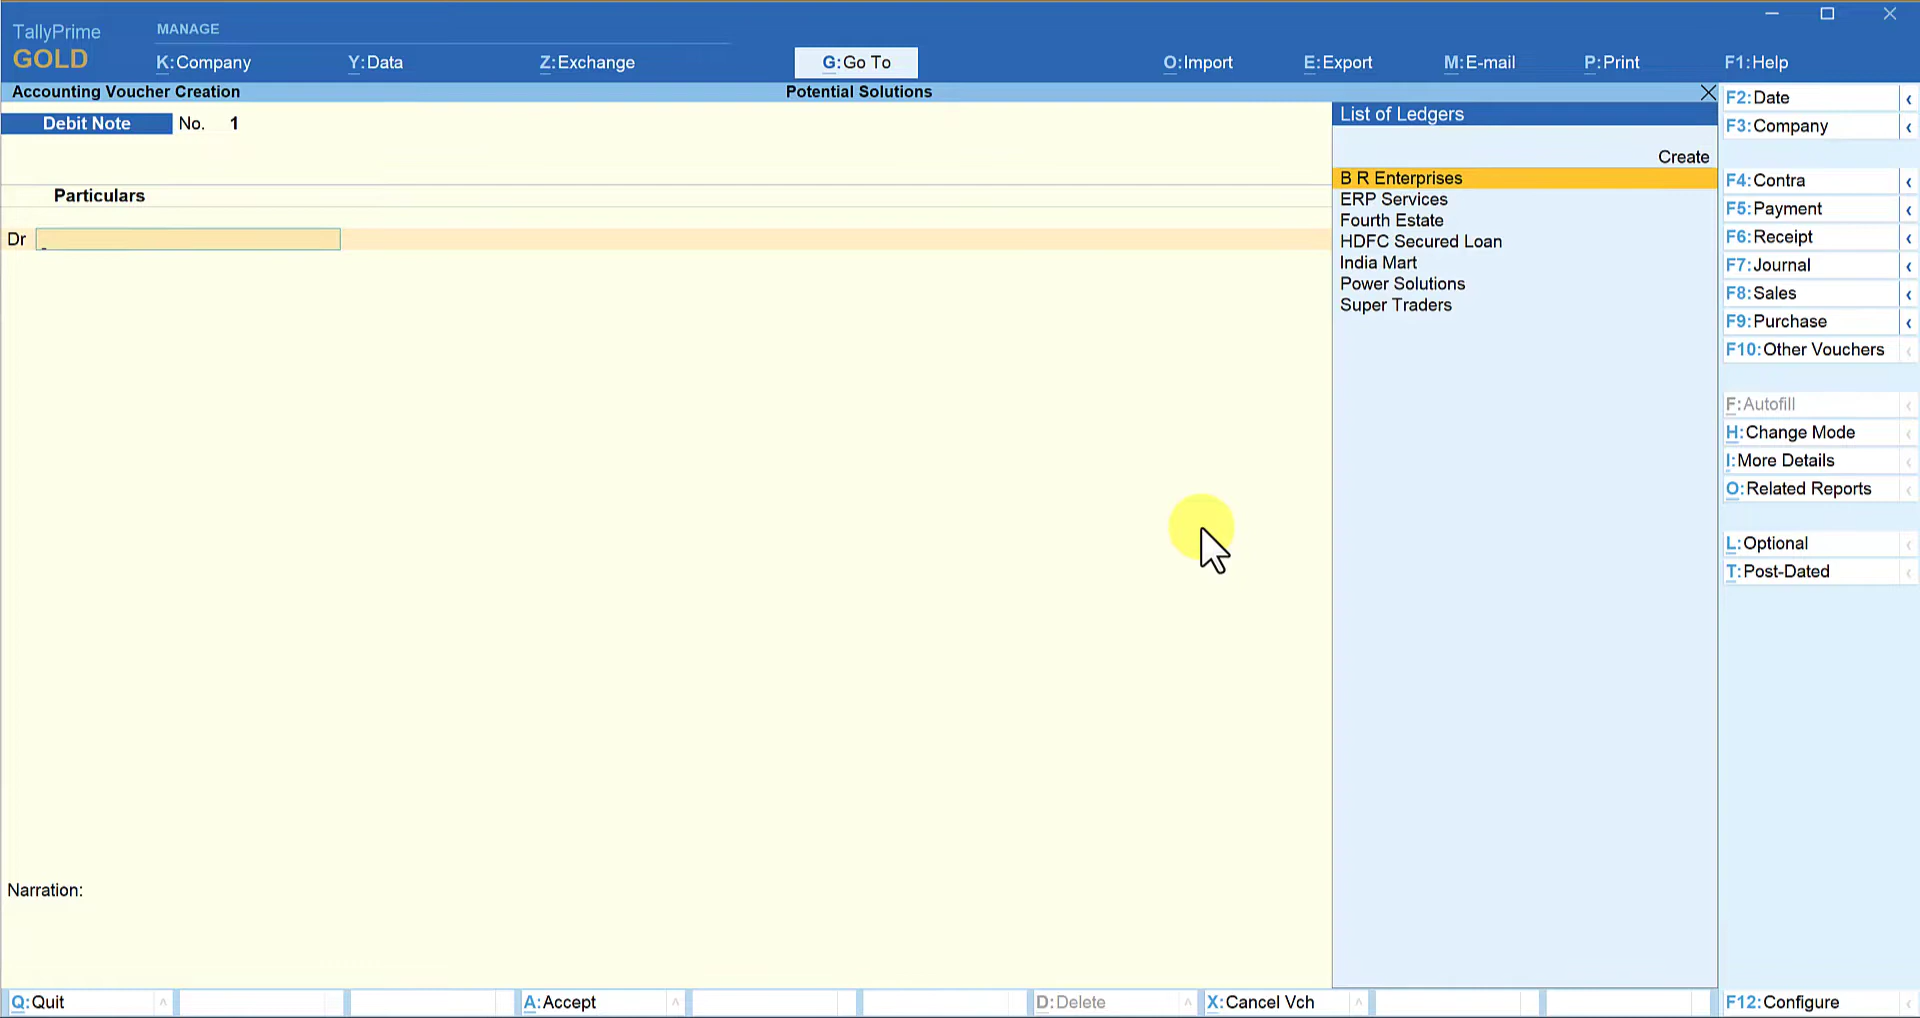 TallyPrime
GOLD
MANAGE
K:Company
Y:Data
Z:Exchange
G:Go To
O:Import
E:Export
M:E-mail
P:Print
F1:Help
Accounting Voucher Creation
Potential Solutions
Debit Note
No. 1
Particulars
Dr
Narration:
List of Ledgers
Create
B R Enterprises
ERP Services
Fourth Estate
HDFC Secured Loan
India Mart
Power Solutions
Super Traders
F2:Date
F3:Company
F4:Contra
F5:Payment
F6:Receipt
F7:Journal
F8:Sales
F9:Purchase
F10:Other Vouchers
F:Autofill
H:Change Mode
I:More Details
O:Related Reports
L:Optional
T:Post-Dated
Q:Quit
A:Accept
D:Delete
X:Cancel Vch
F12:Configure